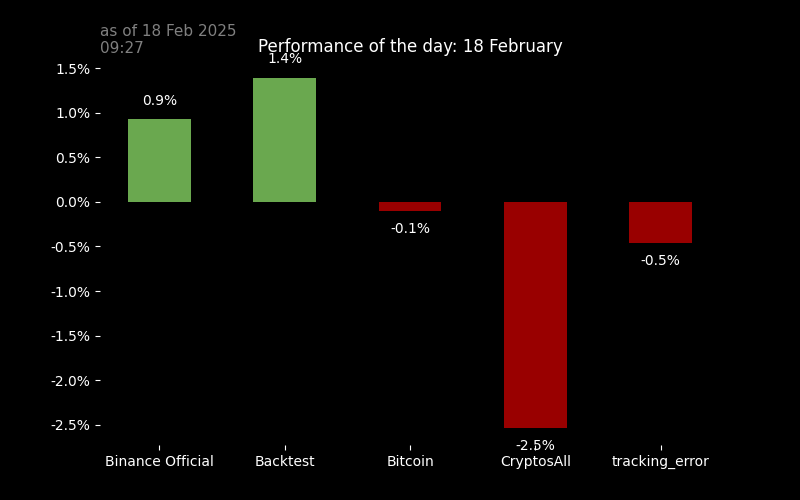 as of 18 Feb 2025
09:27
Performance of the day: 18 February
1.5%
1.0%
0.5%
0.0%
-0.5%
-1.0%
-1.5%
-2.0%
-2.5%
0.9%
1.4%
-0.1%
-2.5%
-0.5%
Binance Official
Backtest
Bitcoin
CryptosAll
tracking_error